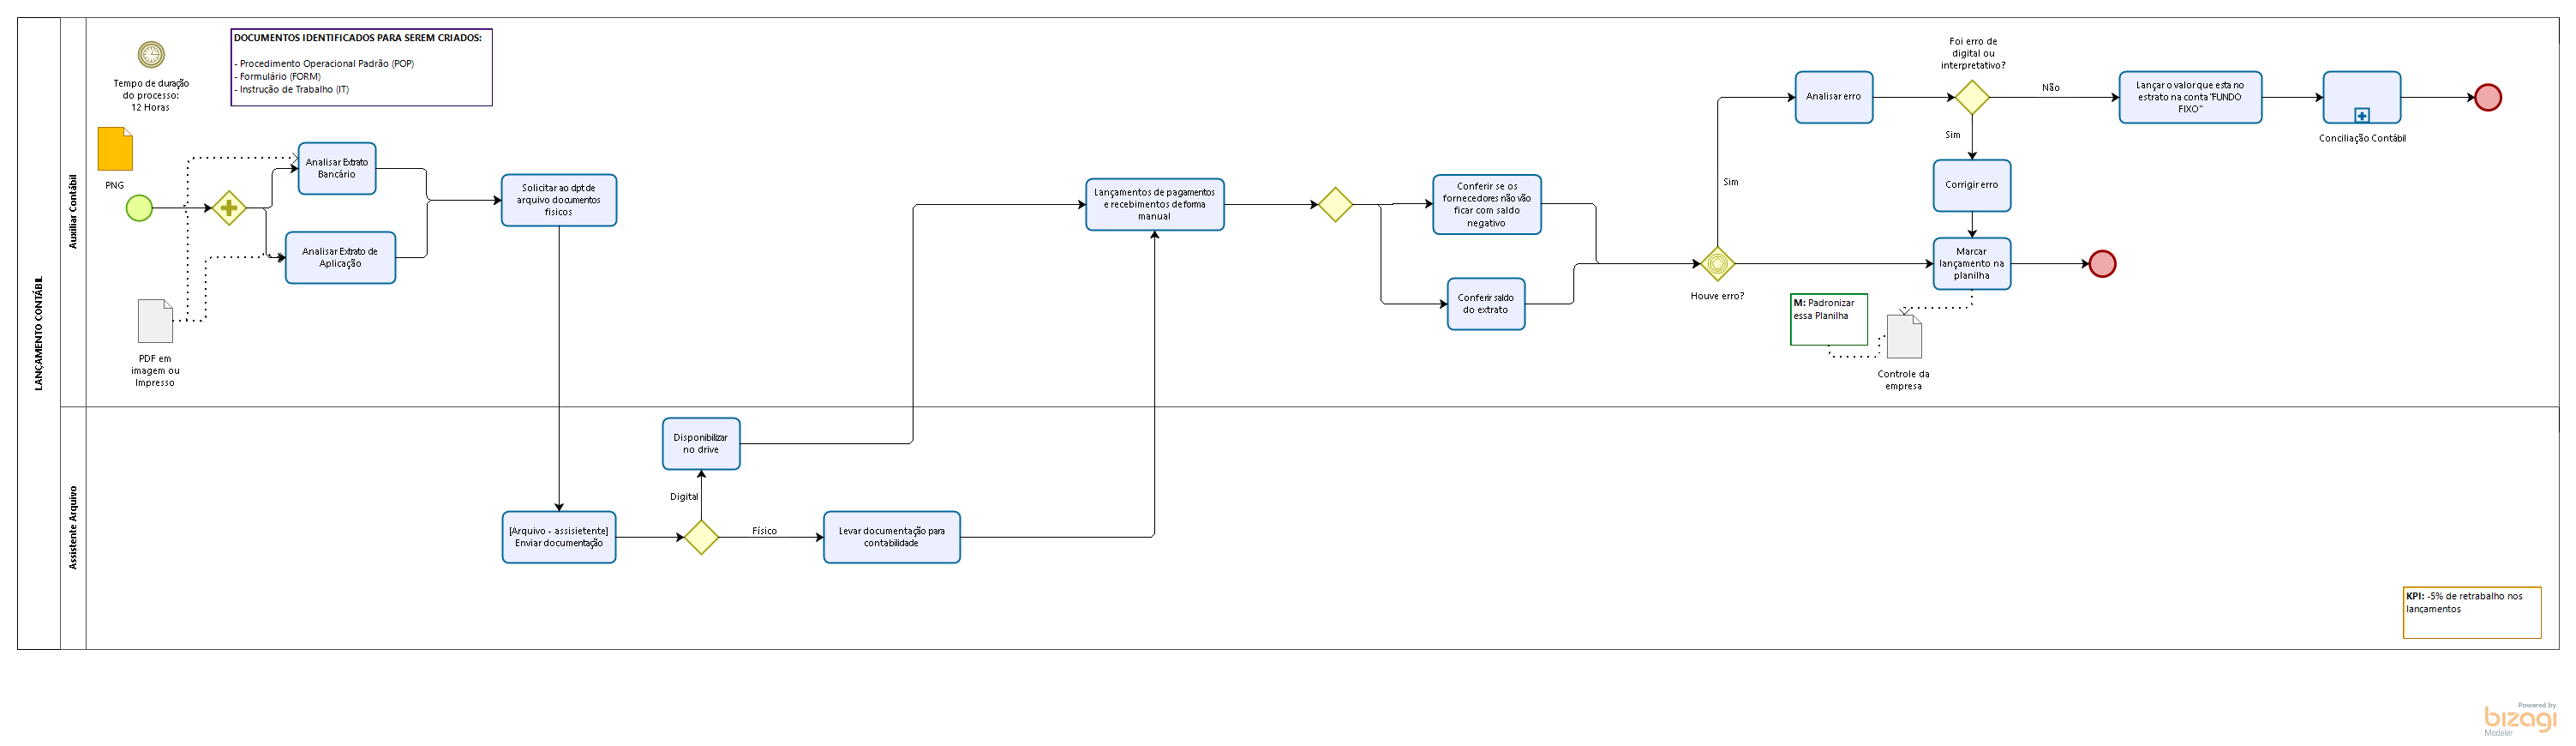 LANÇAMENTO CONTÁBIL
Auxiliar Contábil
Tempo de duração
do processo:
12 Horas
DOCUMENTOS IDENTIFICADOS PARA SEREM CRIADOS:
- Procedimento Operacional Padrão (POP)
- Formulário (FORM)
- Instrução de Trabalho (IT)
PNG
PDF em
imagem ou
Impresso
Analisar Extrato
Bancário
Analisar Extrato de
Aplicação
Solicitar ao dpt de
arquivo documentos
fisicos
Lançamentos de pagamentos
e recebimentos de forma
manual
Conferir se os
fornecedores não vão
ficar com saldo
negativo
Conferir saldo
do extrato
Houve erro?
Sim
Analisar erro
Foi erro de
digital ou
interpretativo?
Não
Sim
Lançar o valor que esta no
estrato na conta "FUNDO
FIXO"
Conciliação Contábil
Corrigir erro
Marcar
lançamento na
planilha
M: Padronizar
essa Planilha
Controle da
empresa
Assistente Arquivo
Disponibilizar
no drive
Digital
[Arquivo - assisietente]
Enviar documentação
Físico
Levar documentação para
contabilidade
KPI: -5% de retrabalho nos
lançamentos
Powered by
bizagi
Modeler